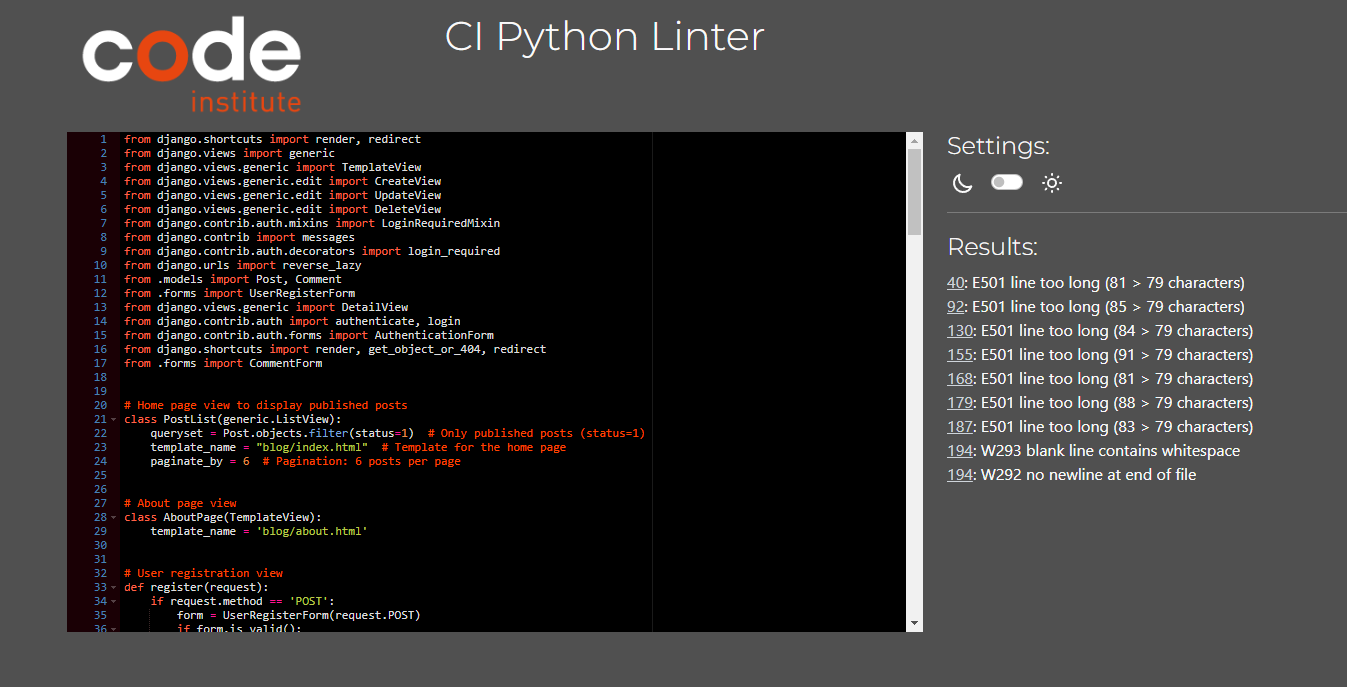 code
institute
CI Python Linter
1 from django.shortcuts import render, redirect
2 from django.views import generic
3 from django.views.generic import TemplateView
4 from django.views.generic.edit import CreateView
5 from django.views.generic.edit import UpdateView
6 from django.views.generic.edit import DeleteView
7 from django.contrib.auth.mixins import LoginRequiredMixin
8 from django.contrib import messages
9 from django.contrib.auth.decorators import login_required
10 from django.urls import reverse_lazy
11 from .models import Post, Comment
12 from .forms import UserRegisterForm
13 from django.views.generic import DetailView
14 from django.contrib.auth import authenticate, login
15 from django.contrib.auth.forms import AuthenticationForm
16 from django.shortcuts import render, get_object_or_404, redirect
17 from .forms import CommentForm
18
19
20 # Home page view to display published posts
21 class PostList(generic.ListView):
22     queryset = Post.objects.filter(status=1)  # Only published posts (status=1)
23     template_name = "blog/index.html"  # Template for the home page
24     paginate_by = 6  # Pagination: 6 posts per page
25
26
27 # About page view
28 class AboutPage(TemplateView):
29     template_name = 'blog/about.html'
30
31
32 # User registration view
33 def register(request):
34     if request.method == 'POST':
35         form = UserRegisterForm(request.POST)
36         if form.is_valid():
Settings:
Results:
40: E501 line too long (81 > 79 characters)
92: E501 line too long (85 > 79 characters)
130: E501 line too long (84 > 79 characters)
155: E501 line too long (91 > 79 characters)
168: E501 line too long (81 > 79 characters)
179: E501 line too long (88 > 79 characters)
187: E501 line too long (83 > 79 characters)
194: W293 blank line contains whitespace
194: W292 no newline at end of file